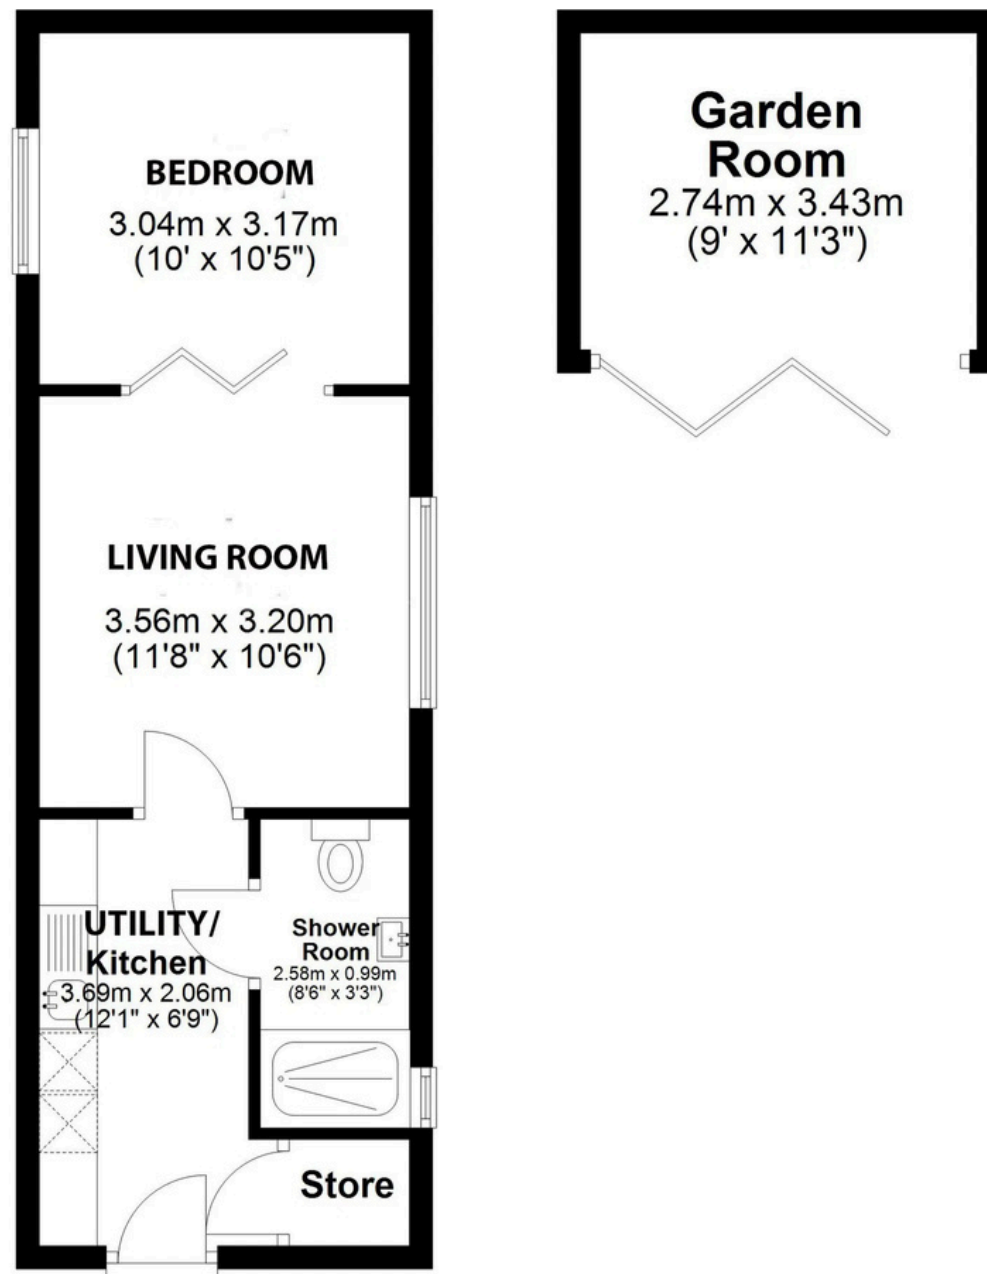 BEDROOM
3.04m x 3.17m
(10' x 10'5")
Garden
Room
2.74m x 3.43m
(9' x 11'3")
LIVING ROOM
3.56m x 3.20m
(11'8" x 10'6")
UTILITY/
Kitchen
3.69m x 2.06m
(12'1" x 6'9")
Shower
Room
2.58m x 0.99m
(8'6" x 3'3")
Store